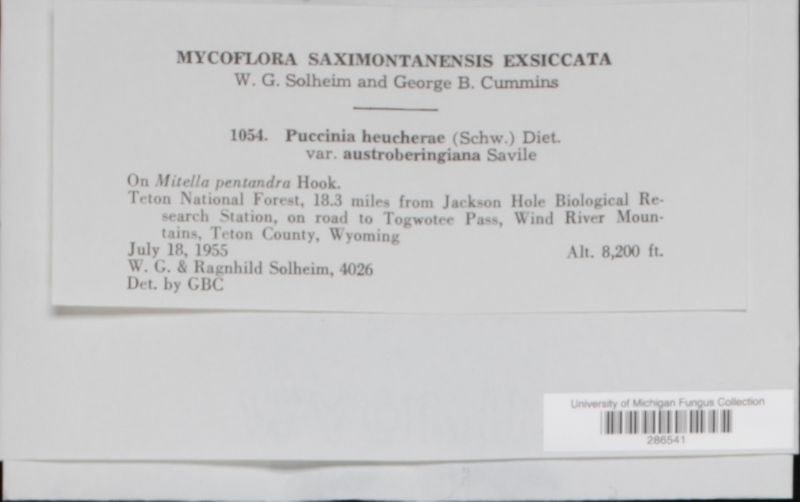 MYCOFLORA SAXIMONTANENSIS EXSICCATA
W. G. Solheim and George B. Cummins
1054. Puccinia heucherae (Schw.) Diet.
var. austroberingiana Savile
On Mitella pentandra Hook.
Teton National Forest, 18.3 miles from Jackson Hole Biological Re-
search Station, on road to Togwotee Pass, Wind River Moun-
tains, Teton County, Wyoming
July 18, 1955 Alt. 8,200 ft.
W. G. & Ragnhild Solheim, 4026
Det. by GBC
University of Michigan Fungus Collection
286541